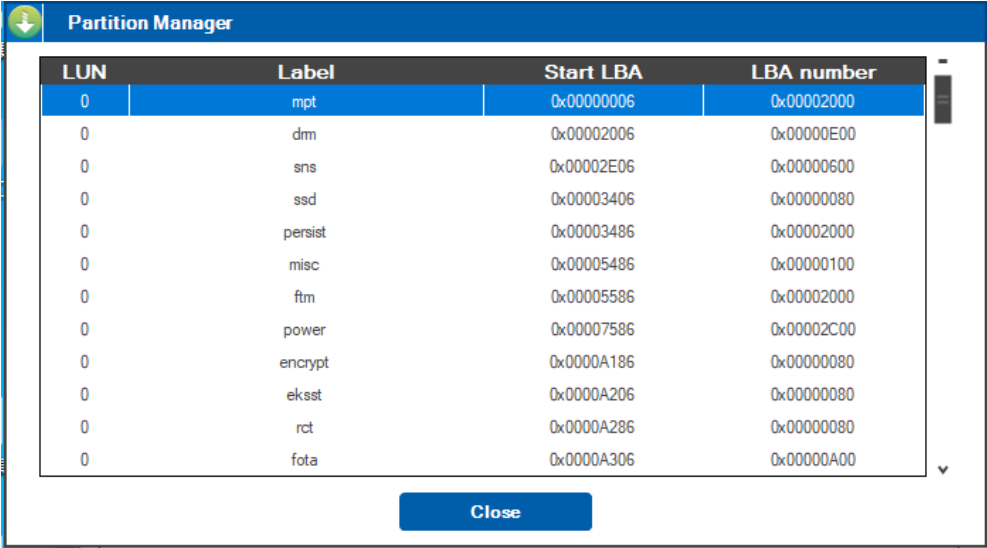 Partition Manager
LUN Label Start LBA LBA number
0 mpt 0x00000006 0x00002000
0 drm 0x00002006 0x00000E00
0 sns 0x00002E06 0x00000600
0 ssd 0x00003406 0x00000080
0 persist 0x00003486 0x00002000
0 misc 0x00005486 0x00000100
0 ftm 0x00005586 0x00002000
0 power 0x00007586 0x00002C00
0 encrypt 0x0000A186 0x00000080
0 eksst 0x0000A206 0x00000080
0 rct 0x0000A286 0x00000080
0 fota 0x0000A306 0x00000A00
Close